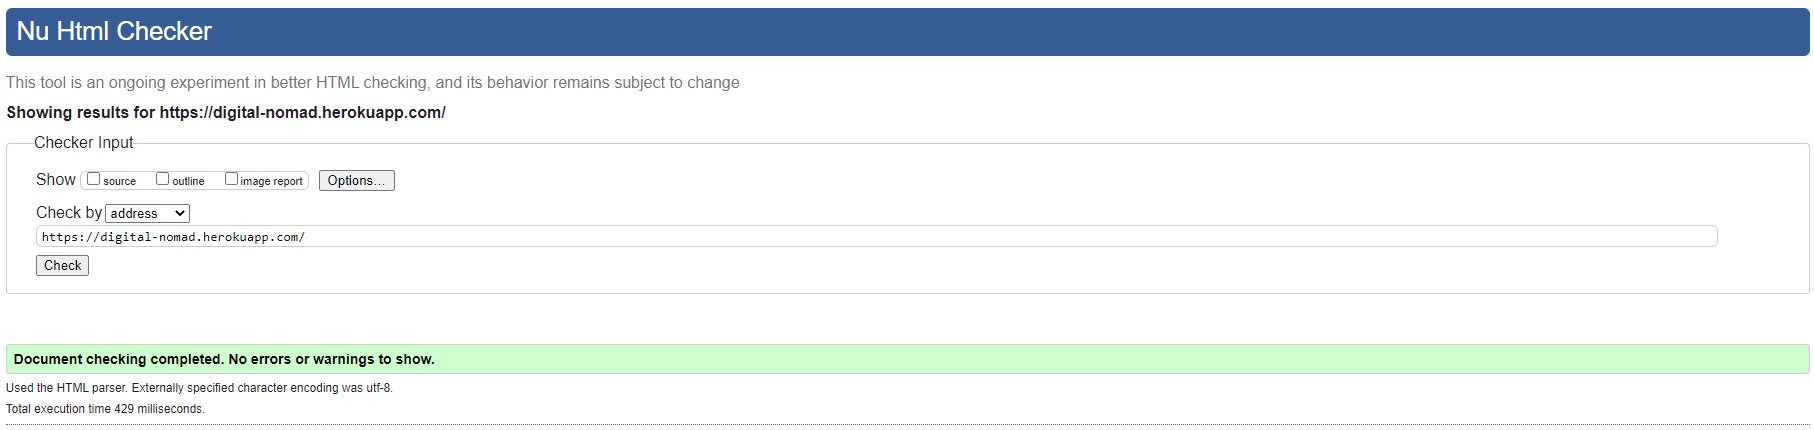 Nu Html Checker
This tool is an ongoing experiment in better HTML checking, and its behavior remains subject to change
Showing results for https://digital-nomad.herokuapp.com/
Checker Input
Show source outline image report Options...
Check by address
https://digital-nomad.herokuapp.com/
Check
Document checking completed. No errors or warnings to show.
Used the HTML parser. Externally specified character encoding was utf-8.
Total execution time 429 milliseconds.